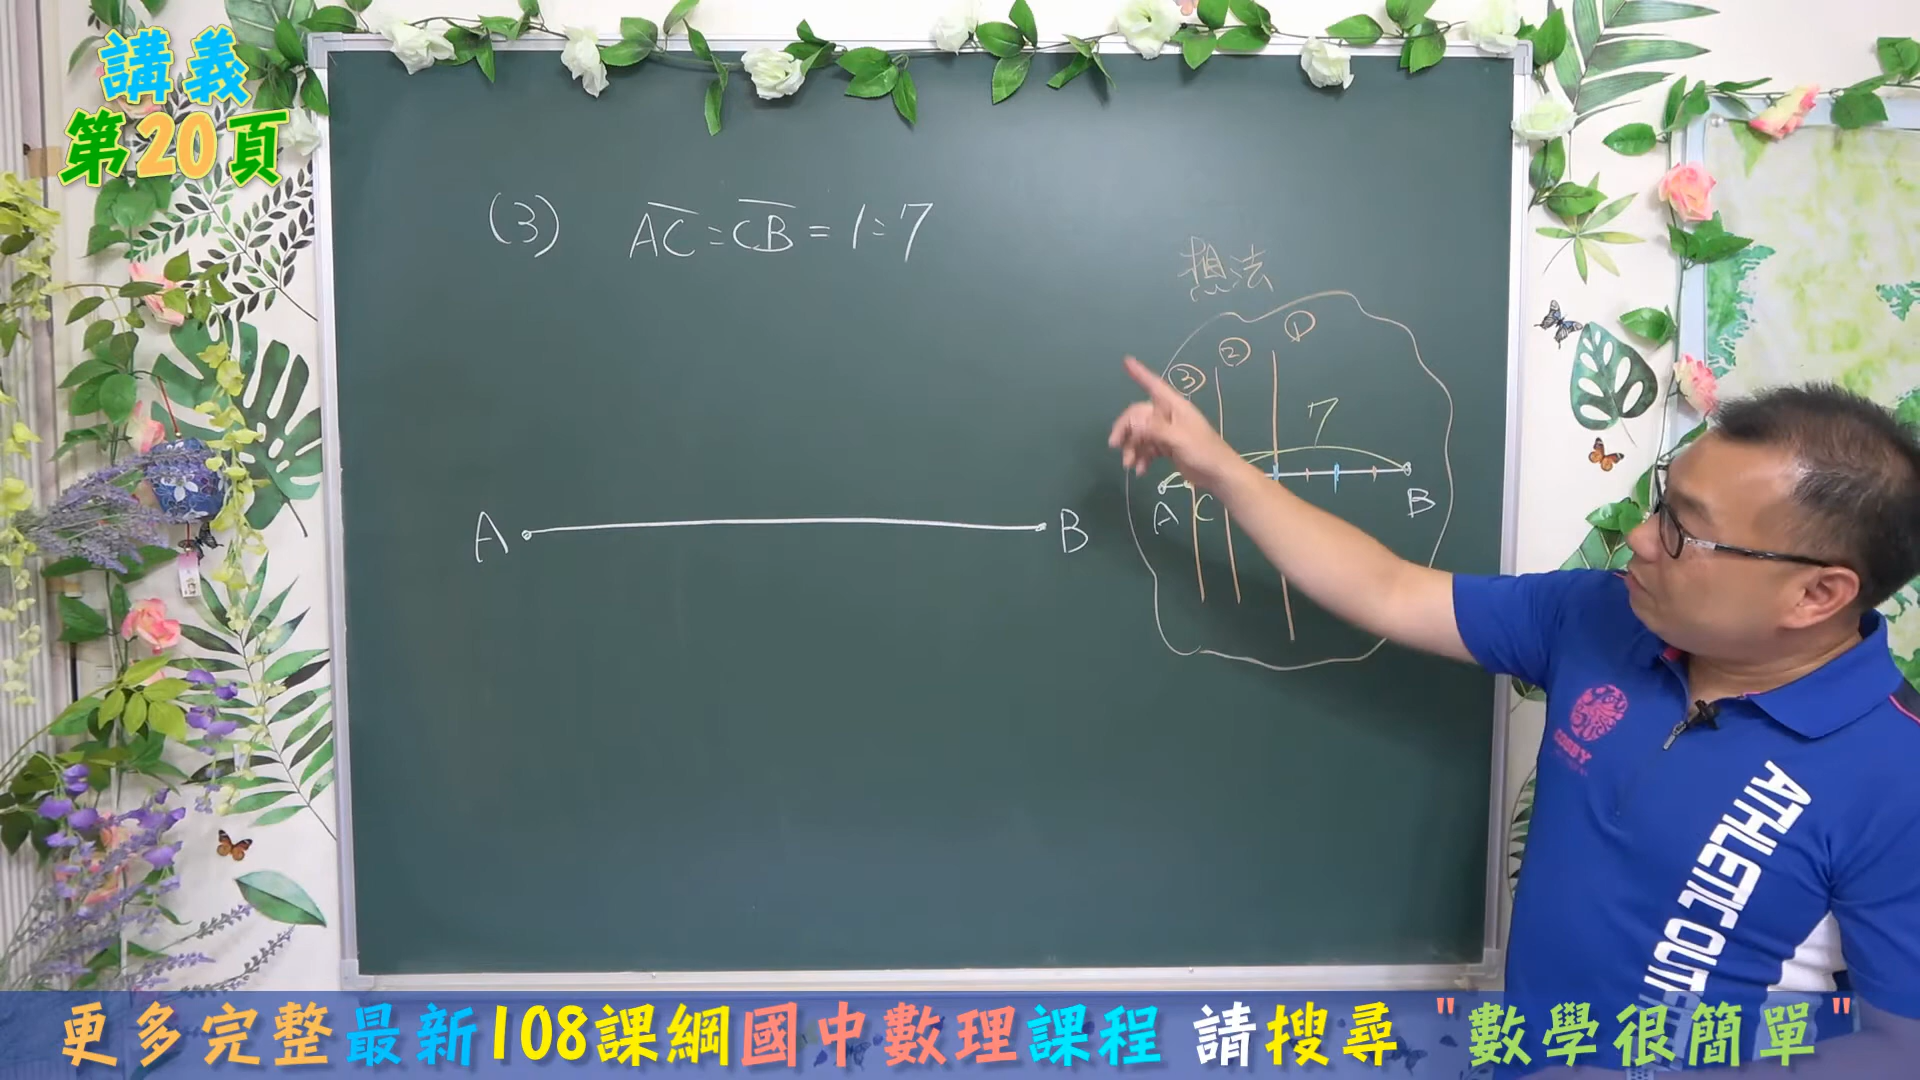 講義
第20頁
(3) AC:CB=1:7
想法
① 
② 
③ 
7
A C B
A B
COSBY
ATHLETIC OUT
更多完整最新108課綱國中數理課程 請搜尋 "數學很簡單"